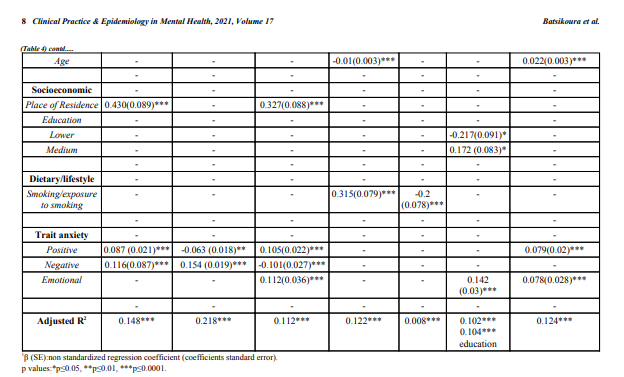 8 Clinical Practice & Epidemiology in Mental Health, 2021, Volume 17 Batsikoura et al.
(Table 4) contd.....
Age - - - -0.01(0.003)*** - - 0.022(0.003)***
- - - - - - -
Socioeconomic - - - - - - -
Place of Residence 0.430(0.089)*** - 0.327(0.088)*** - - - -
Education - - - - - - -
Lower - - - - - -0.217(0.091)* -
Medium - - - - - 0.172 (0.083)* -
- - - - - - -
Dietary/lifestyle - - - - - - -
Smoking/exposure - - - 0.315(0.079)*** -0.2 - -
to smoking (0.078)***
- - - - - - -
Trait anxiety - - - - - - -
Positive 0.087 (0.021)*** -0.063 (0.018)** 0.105(0.022)*** - - - 0.079(0.02)***
Negative 0.116(0.087)*** 0.154 (0.019)*** -0.101(0.027)*** - - - -
Emotional - - 0.112(0.036)*** - - 0.142 0.078(0.028)***
(0.03)***
- - - - - - -
Adjusted R² 0.148*** 0.218*** 0.112*** 0.122*** 0.008*** 0.102*** 0.124***
0.104***
education
¹β (SE):non standardized regression coefficient (coefficients standard error).
p values:*p≤0.05, **p≤0.01, ***p≤0.0001.